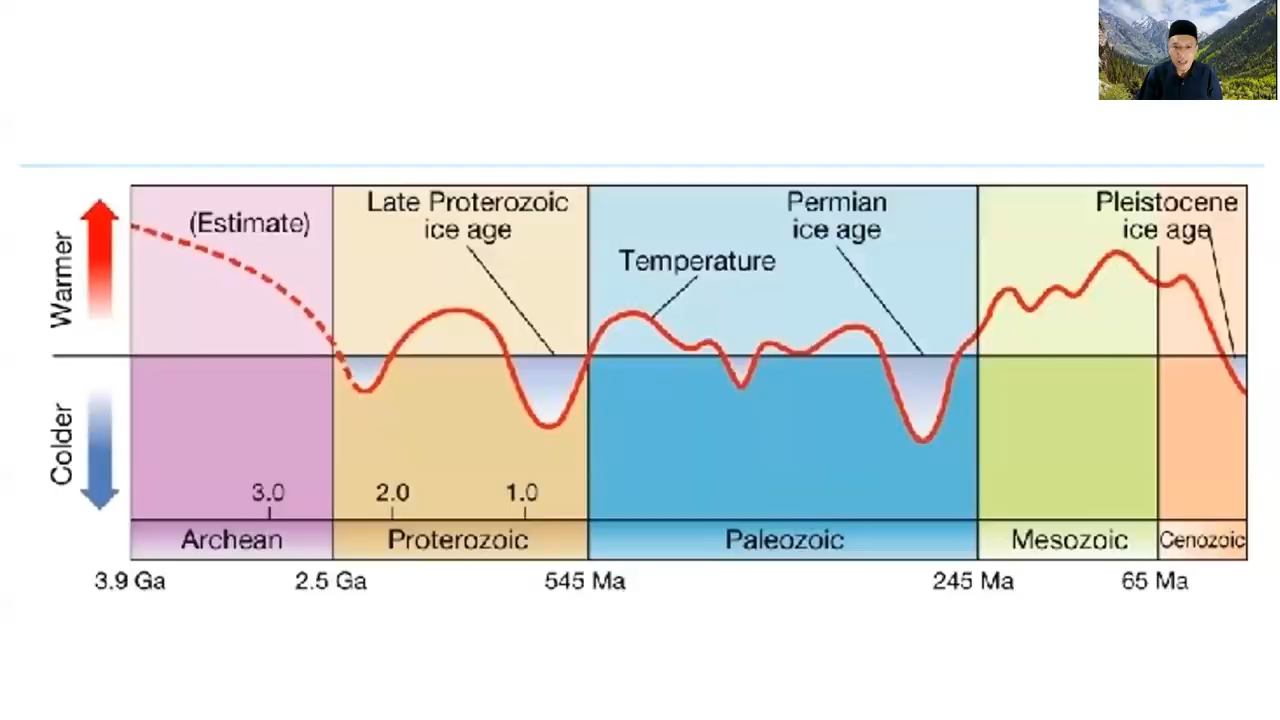 Warmer
Colder
(Estimate)
Late Proterozoic
ice age
Temperature
Permian
ice age
Pleistocene
ice age
3.0
2.0
1.0
Archean
Proterozoic
Paleozoic
Mesozoic
Cenozoic
3.9 Ga
2.5 Ga
545 Ma
245 Ma
65 Ma